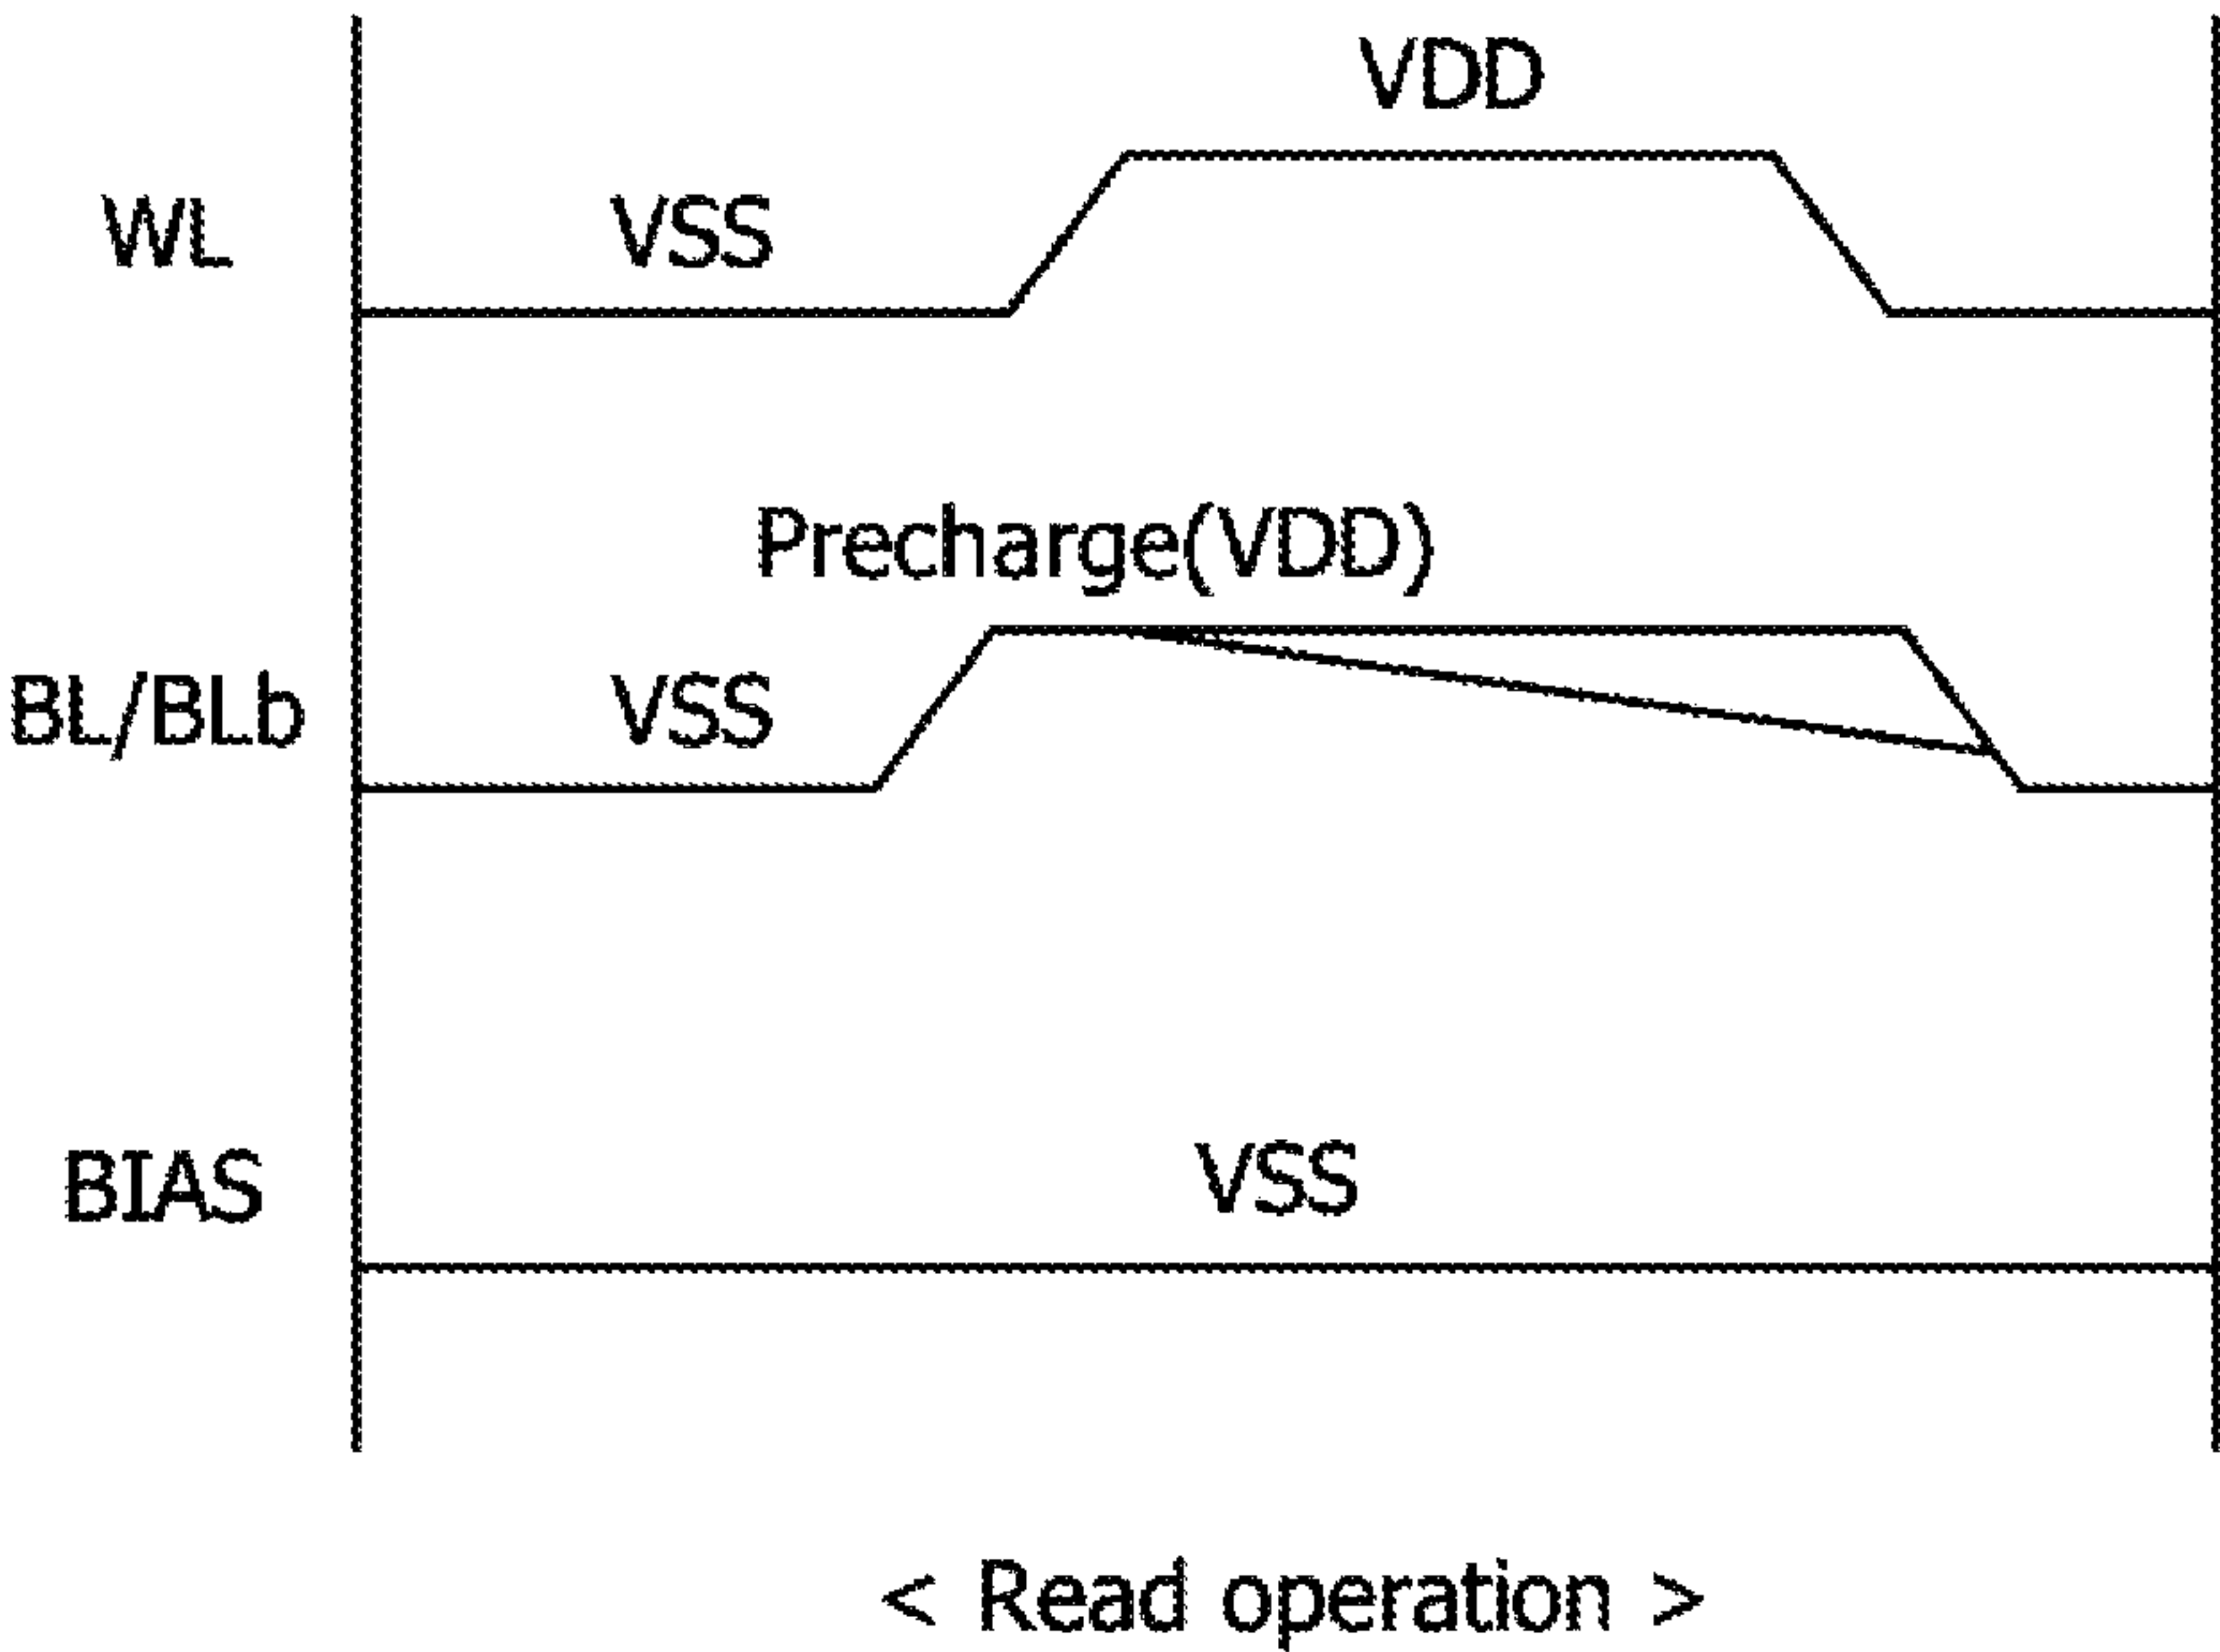 VDD
WL VSS
Precharge(VDD)
BL/BLb VSS
BIAS VSS
< Read operation >